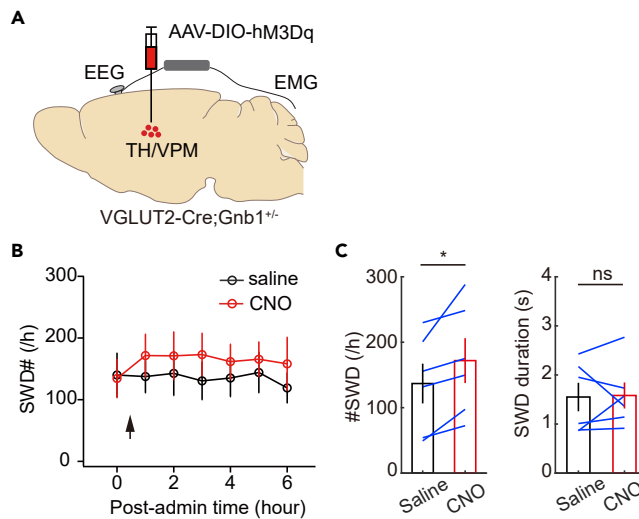 A
AAV-DIO-hM3Dq
EEG
EMG
TH/VPM
VGLUT2-Cre;Gnb1+/-
B
300
150
0
SWD# (/h)
saline
CNO
0 2 4 6
Post-admin time (hour)
C
300
200
100
0
#SWD (/h)
*
Saline CNO
4
3
2
1
0
SWD duration (s)
ns
Saline CNO